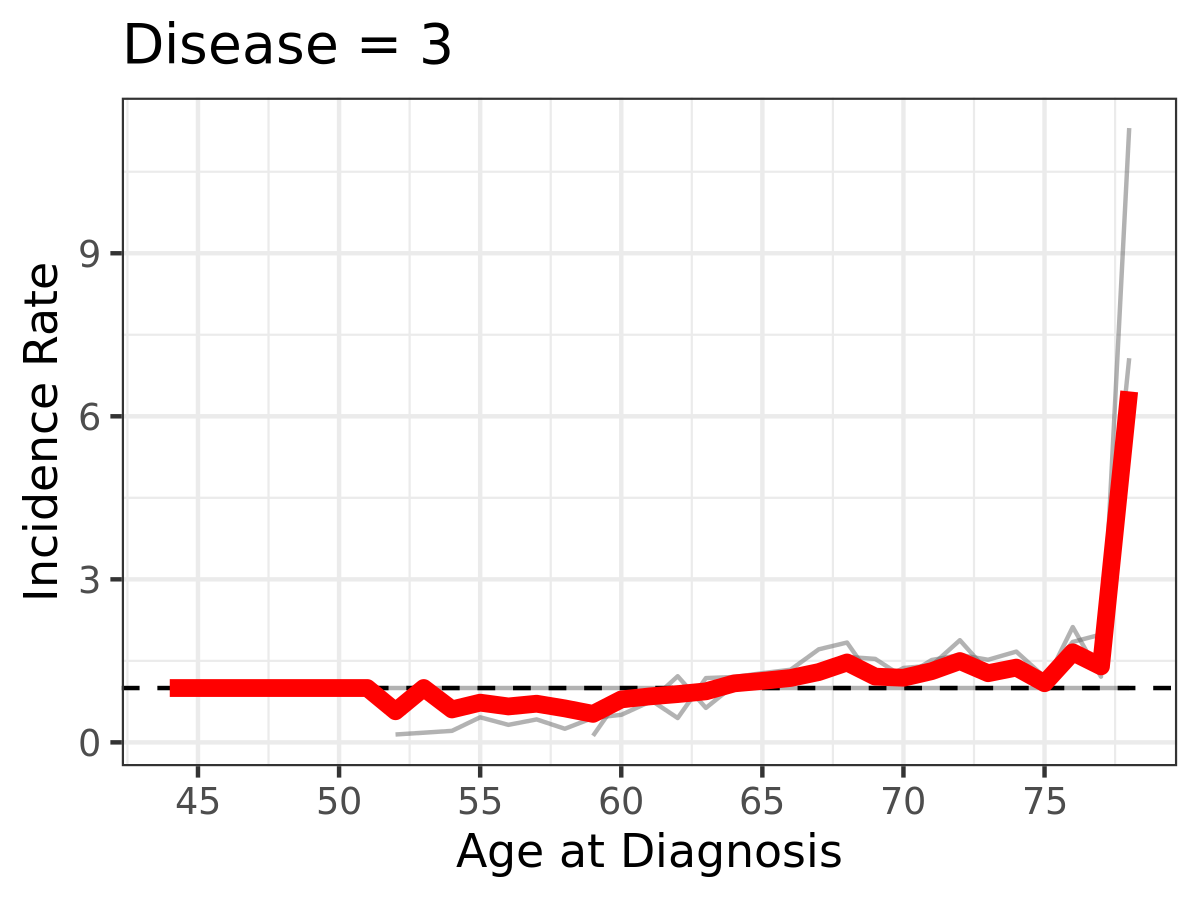 Disease = 3
Incidence Rate
9
6
3
0
45 50 55 60 65 70 75
Age at Diagnosis